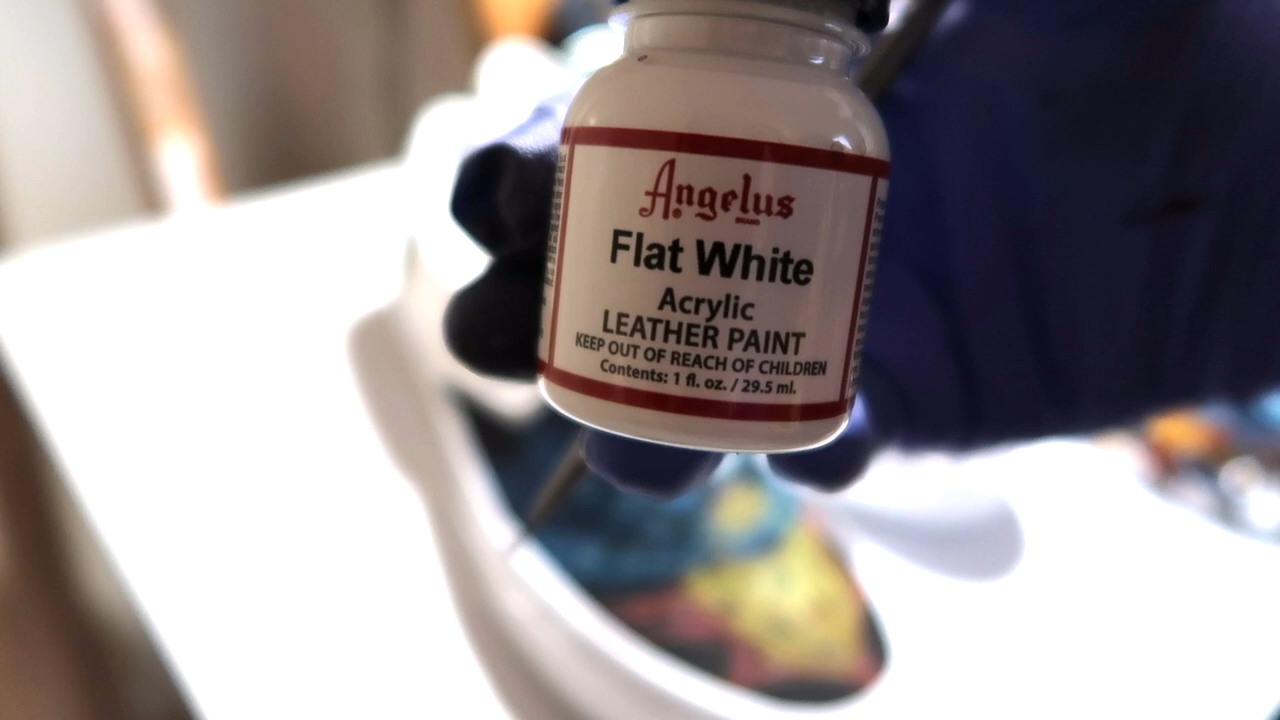 Angelus
BRAND
Flat White
Acrylic
LEATHER PAINT
KEEP OUT OF REACH OF CHILDREN
Contents: 1 fl. oz. / 29.5 ml.